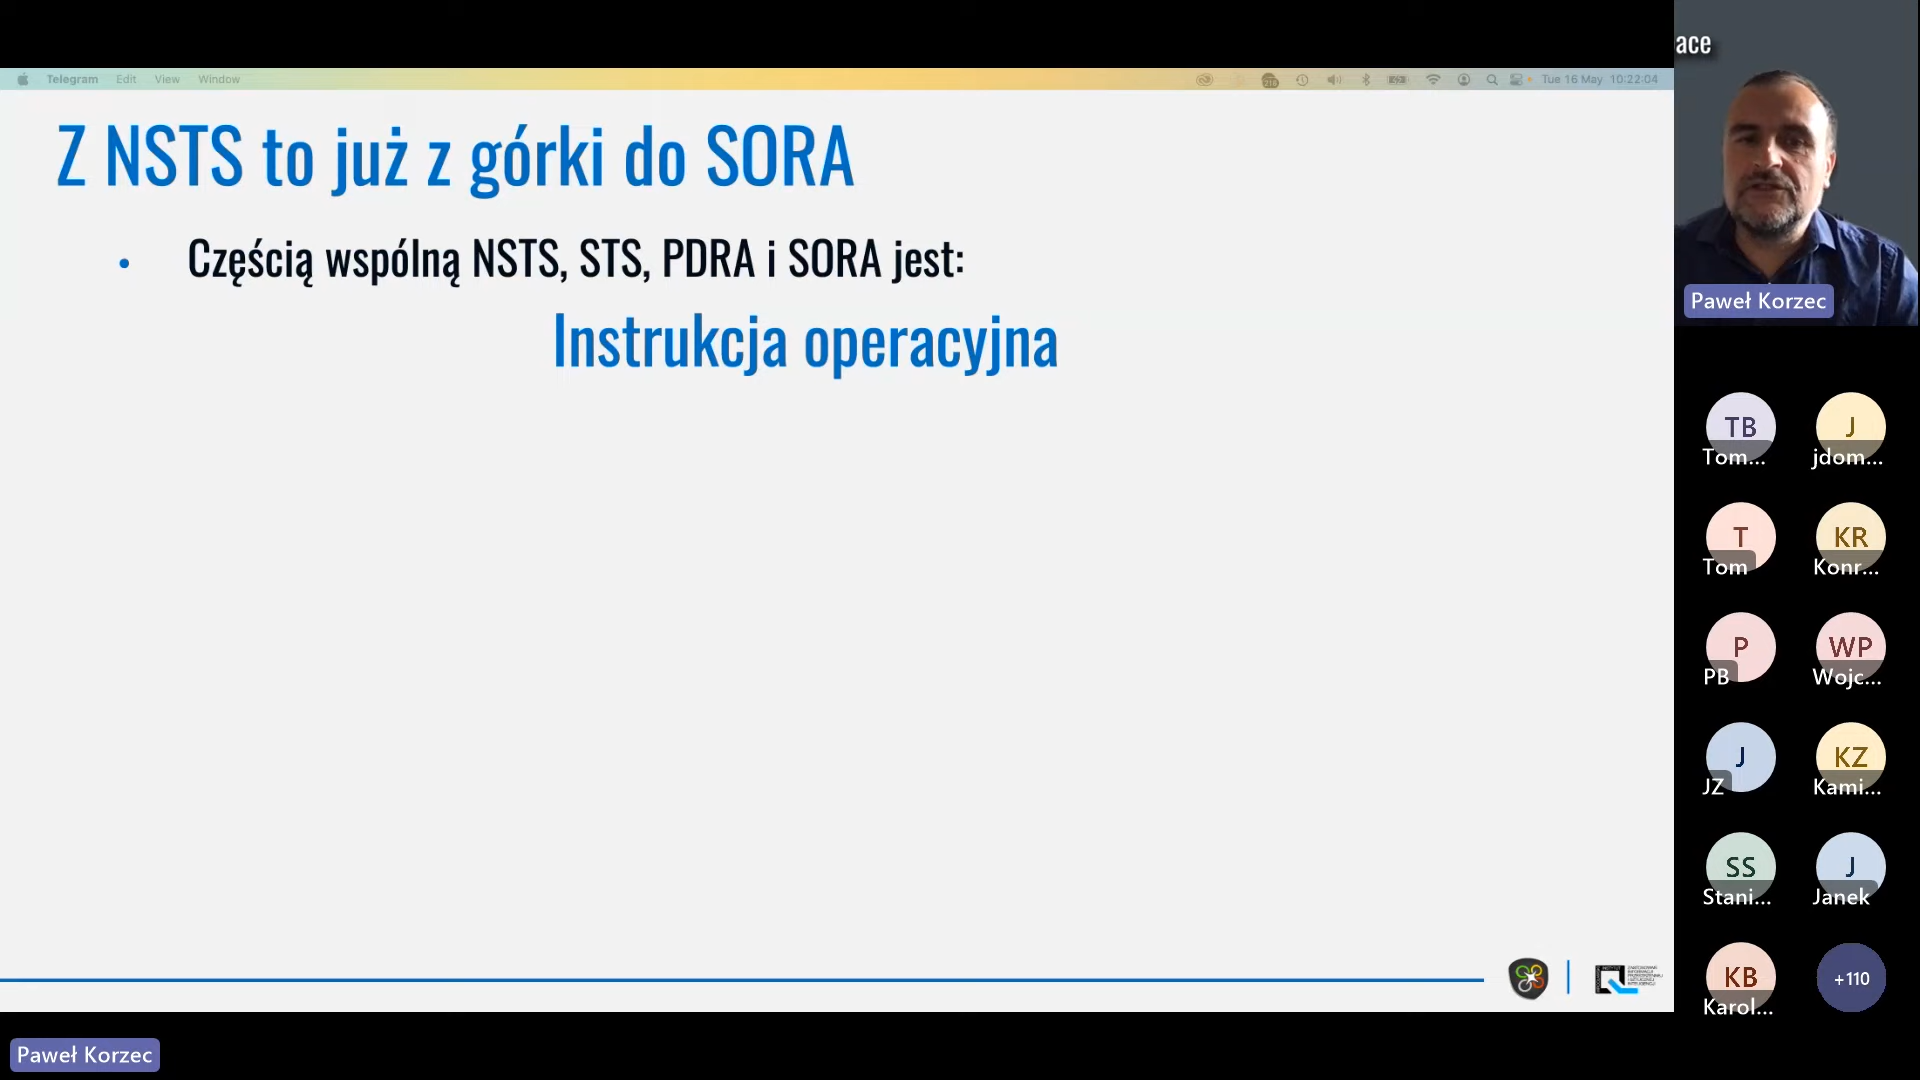 ace
Telegram Edit View Window
Tue 16 May 10:22:04
Z NSTS to już z górki do SORA
• Częścią wspólną NSTS, STS, PDRA i SORA jest:
Instrukcja operacyjna
Paweł Korzec
TB
Tom...
J
jdom...
T
Tom
KR
Konr...
P
PB
WP
Wojc...
J
JZ
KZ
Kami...
SS
Stani...
J
Janek
KB
Karol...
+110
Paweł Korzec